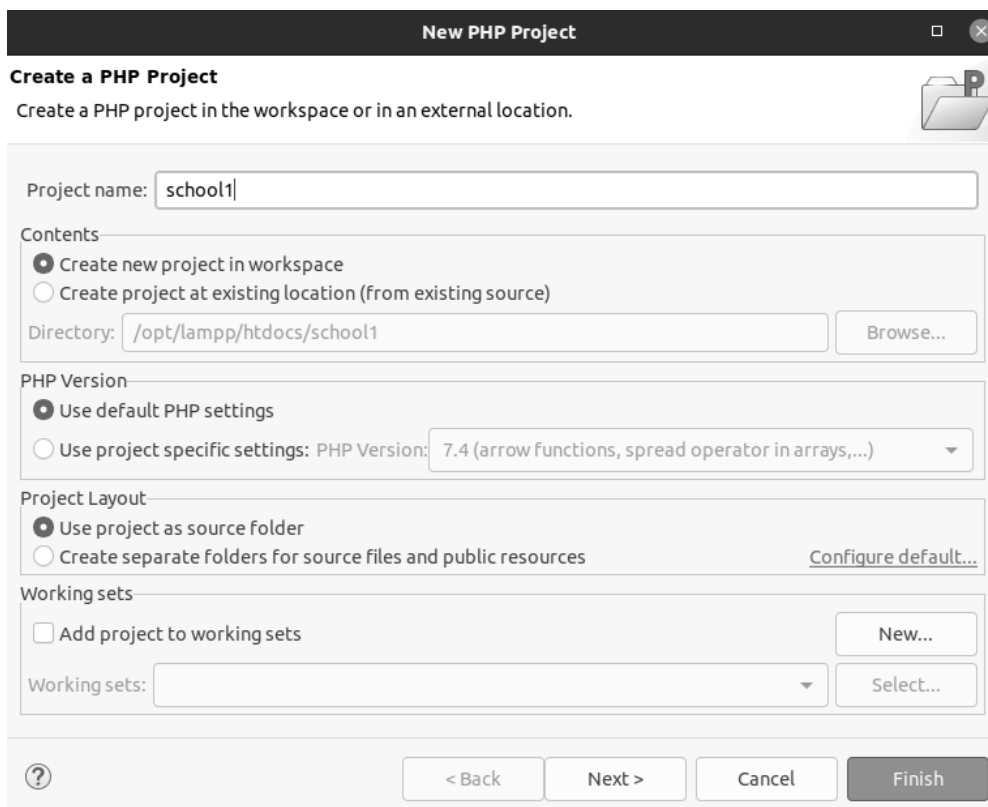 New PHP Project
Create a PHP Project
Create a PHP project in the workspace or in an external location.
P
Project name: school1
Contents
Create new project in workspace
Create project at existing location (from existing source)
Directory: /opt/lampp/htdocs/school1 Browse...
PHP Version
Use default PHP settings
Use project specific settings: PHP Version: 7.4 (arrow functions, spread operator in arrays,...)
Project Layout
Use project as source folder
Create separate folders for source files and public resources Configure default...
Working sets
Add project to working sets New...
Working sets: Select...
? < Back Next > Cancel Finish